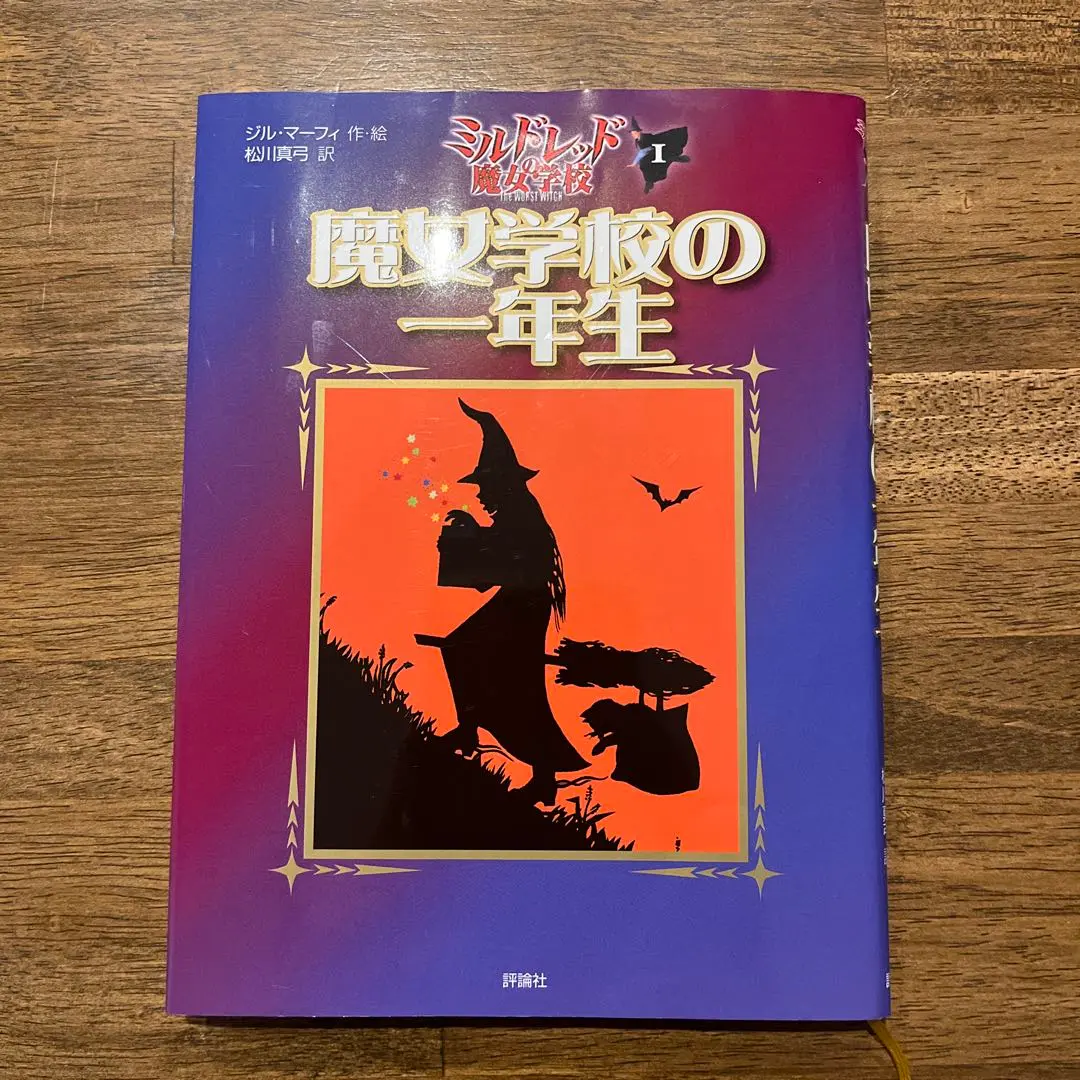 ジル・マーフィ 作・絵
松川真弓 訳
ミルドレッドの
魔女学校
THE WORST WITCH
1
魔女学校の
一年生
評論社